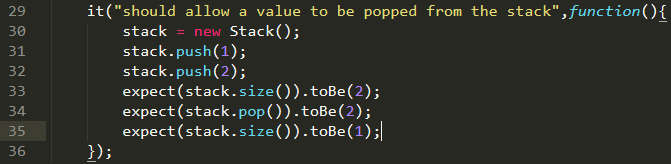 29 it("should allow a value to be popped from the stack",function(){
30 stack = new Stack();
31 stack.push(1);
32 stack.push(2);
33 expect(stack.size()).toBe(2);
34 expect(stack.pop()).toBe(2);
35 expect(stack.size()).toBe(1);
36 });